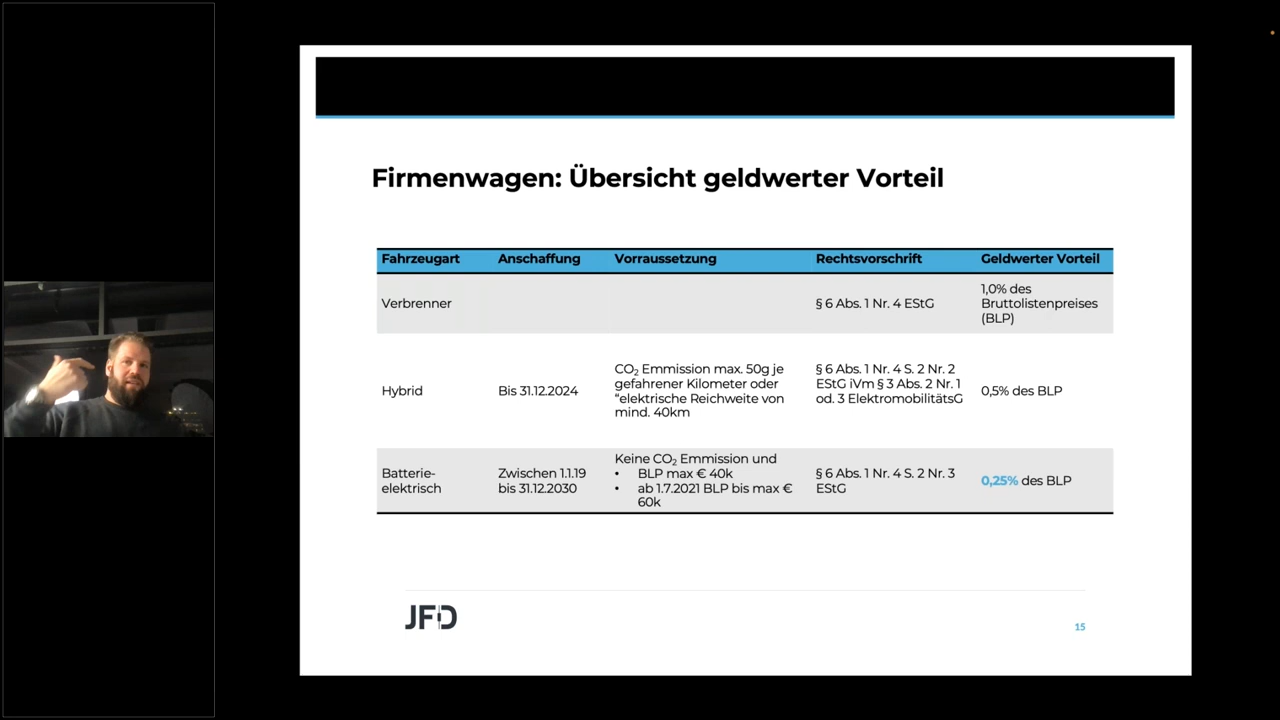 Firmenwagen: Übersicht geldwerter Vorteil
Fahrzeugart Anschaffung Vorraussetzung Rechtsvorschrift Geldwerter Vorteil
Verbrenner
§ 6 Abs. 1 Nr. 4 EStG
1,0% des
Bruttolistenpreises
(BLP)
Hybrid
Bis 31.12.2024
CO₂ Emmission max. 50g je
gefahrener Kilometer oder
“elektrische Reichweite von
mind. 40km
§ 6 Abs. 1 Nr. 4 S. 2 Nr. 2
EStG iVm § 3 Abs. 2 Nr. 1
od. 3 ElektromobilitätsG
0,5% des BLP
Batterie-
elektrisch
Zwischen 1.1.19
bis 31.12.2030
Keine CO₂ Emmission und
• BLP max € 40k
• ab 1.7.2021 BLP bis max €
60k
§ 6 Abs. 1 Nr. 4 S. 2 Nr. 3
EStG
0,25% des BLP
JFD
15